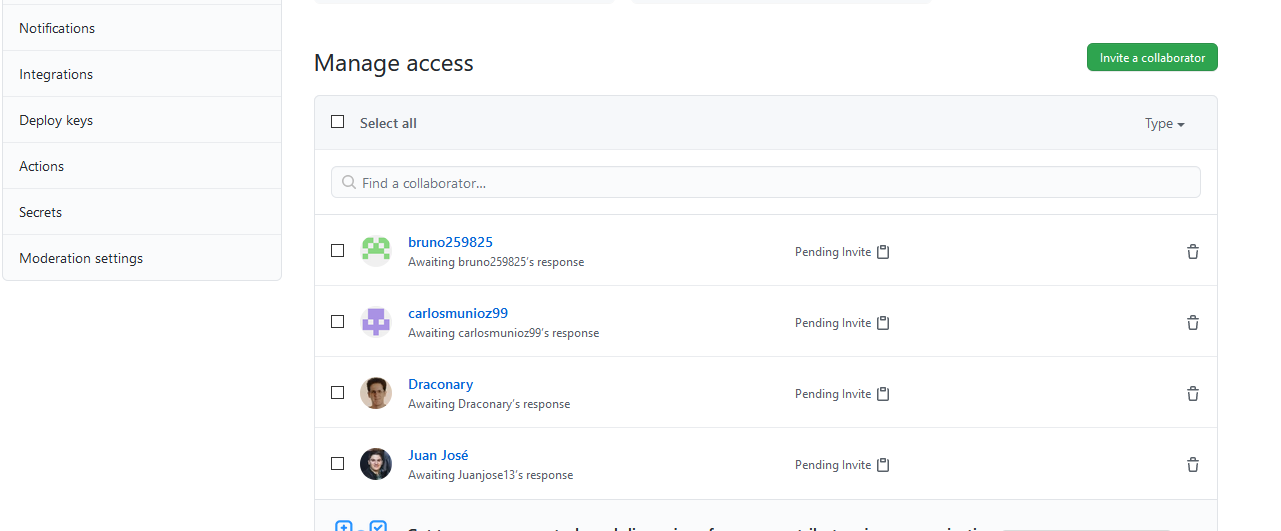 Notifications
Integrations
Deploy keys
Actions
Secrets
Moderation settings
Manage access
Invite a collaborator
Select all
Type
Find a collaborator...
bruno259825
Awaiting bruno259825's response
Pending Invite
carlosmunioz99
Awaiting carlosmunioz99's response
Pending Invite
Draconary
Awaiting Draconary's response
Pending Invite
Juan José
Awaiting Juanjose13's response
Pending Invite